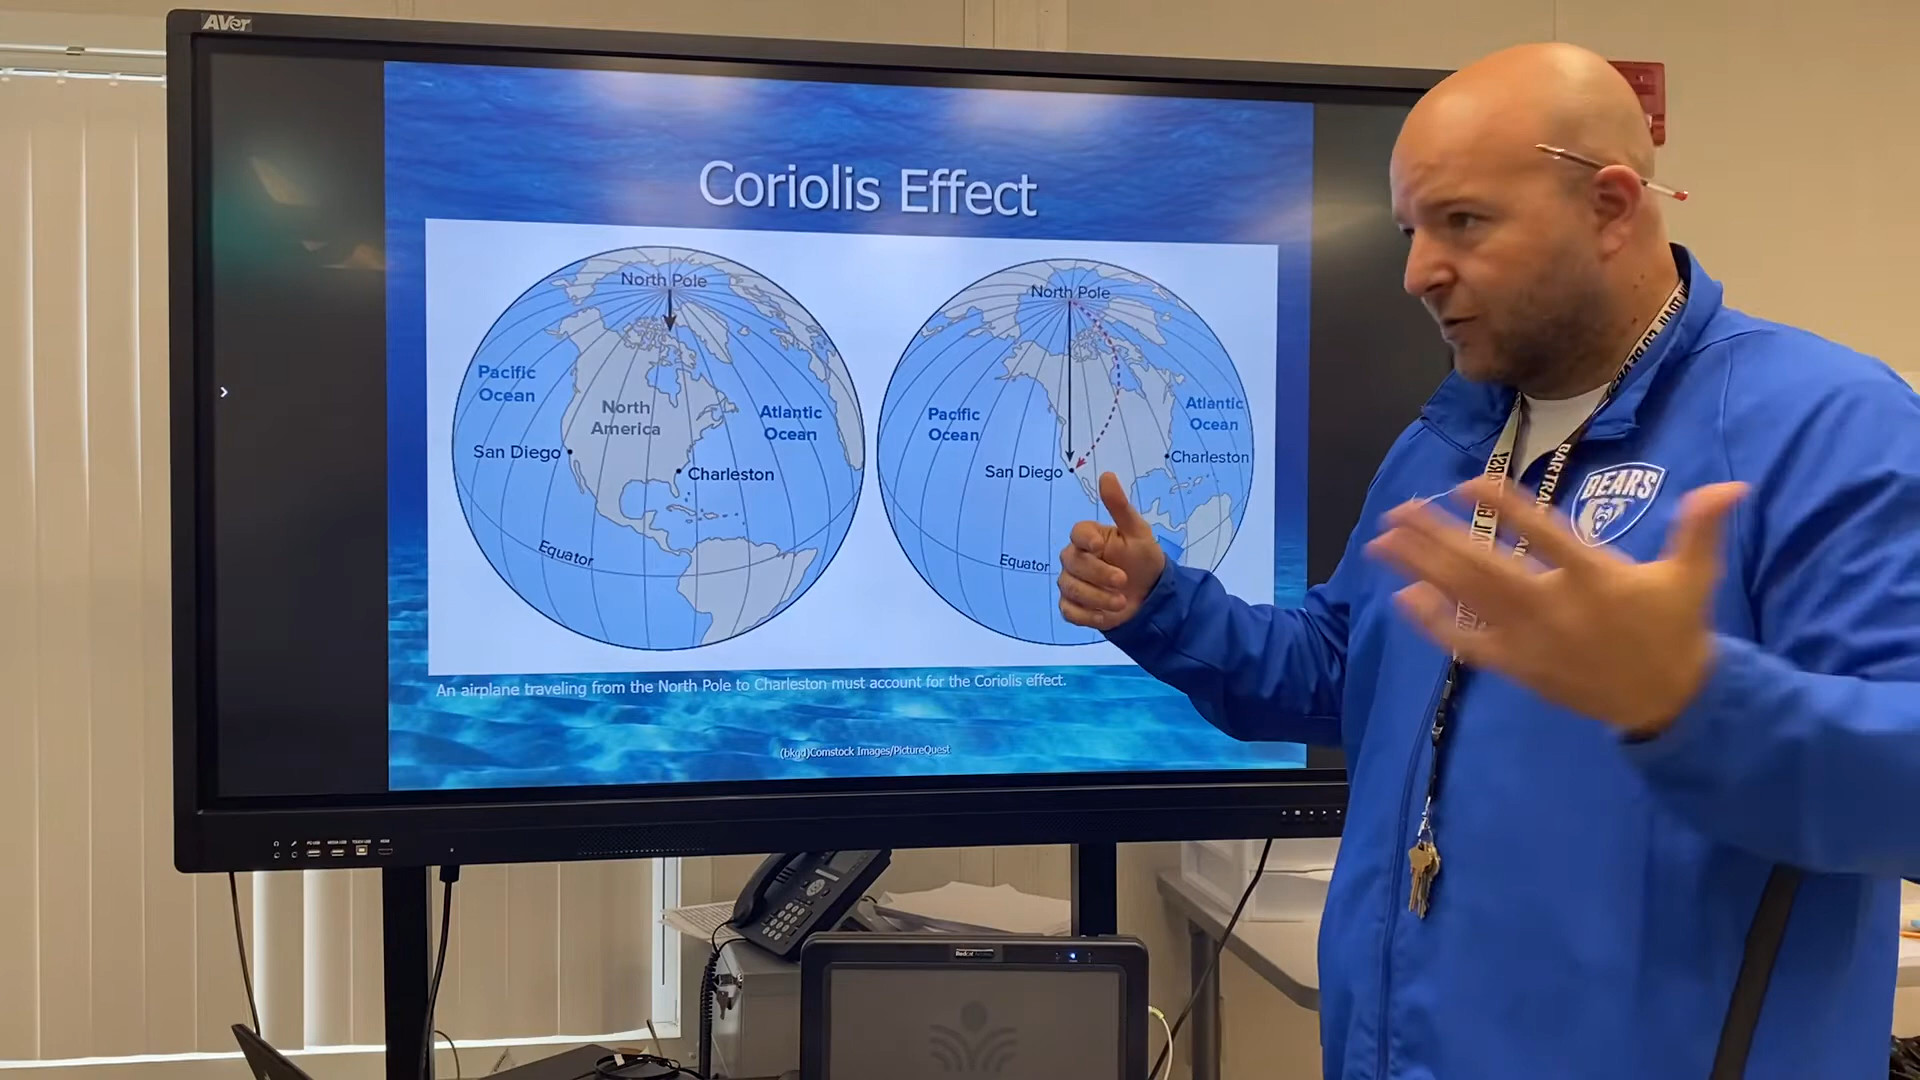 AVer
Coriolis Effect
North Pole
Pacific
Ocean
North
America
Atlantic
Ocean
San Diego
Charleston
Equator
North Pole
Pacific
Ocean
Atlantic
Ocean
San Diego
Charleston
Equator
An airplane traveling from the North Pole to Charleston must account for the Coriolis effect.
(bkgd)Comstock Images/PictureQuest
BEARS